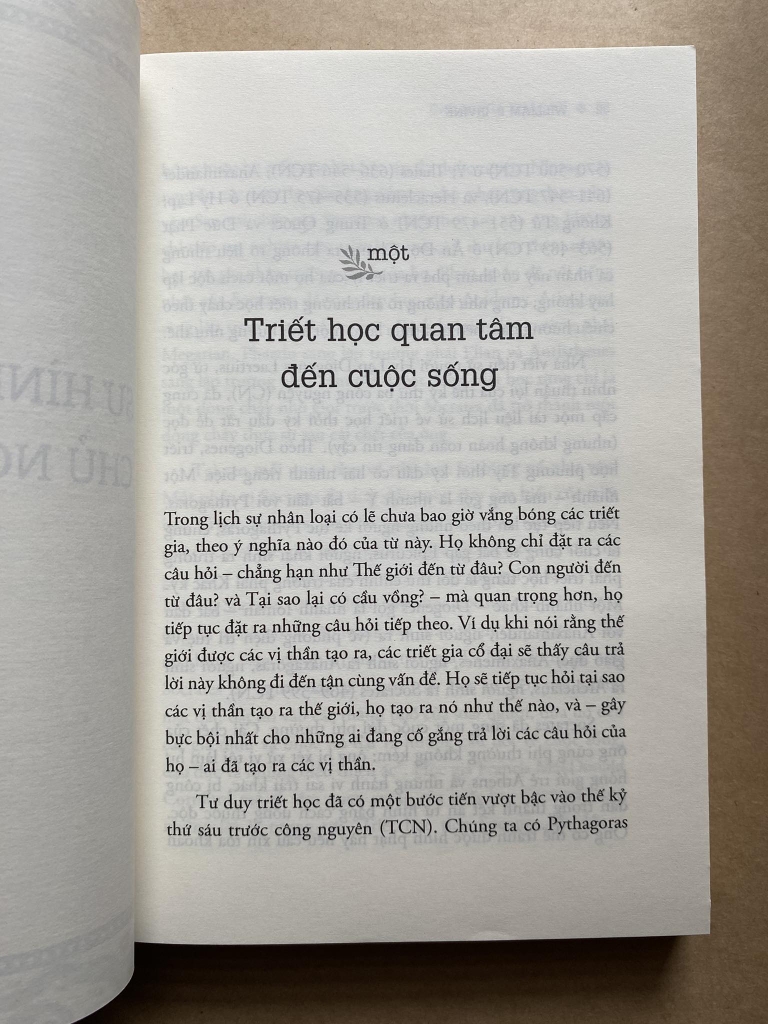 một
Triết học quan tâm
đến cuộc sống
Trong lịch sự nhân loại có lẽ chưa bao giờ vắng bóng các triết
gia, theo ý nghĩa nào đó của từ này. Họ không chỉ đặt ra các
câu hỏi – chẳng hạn như Thế giới đến từ đâu? Con người đến
từ đâu? và Tại sao lại có cầu vồng? – mà quan trọng hơn, họ
tiếp tục đặt ra những câu hỏi tiếp theo. Ví dụ khi nói rằng thế
giới được các vị thần tạo ra, các triết gia cổ đại sẽ thấy câu trả
lời này không đi đến tận cùng vấn đề. Họ sẽ tiếp tục hỏi tại sao
các vị thần tạo ra thế giới, họ tạo ra nó như thế nào, và – gây
bực bội nhất cho những ai đang cố gắng trả lời các câu hỏi của
họ – ai đã tạo ra các vị thần.
Tư duy triết học đã có một bước tiến vượt bậc vào thế kỷ
thứ sáu trước công nguyên (TCN). Chúng ta có Pythagoras